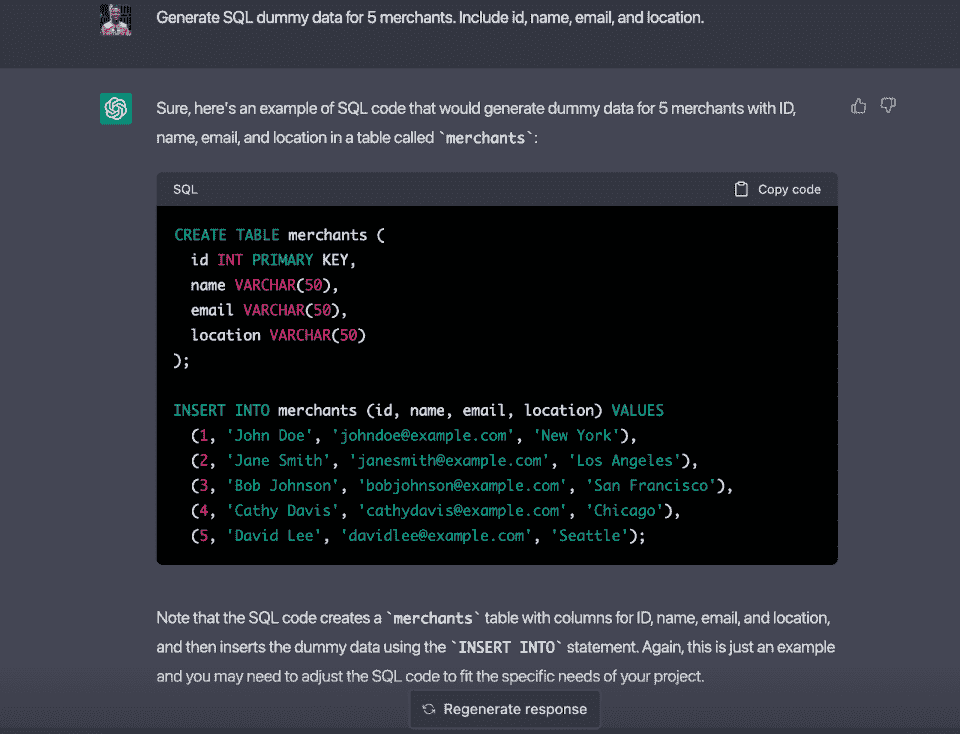 Generate SQL dummy data for 5 merchants. Include id, name, email, and location.
Sure, here's an example of SQL code that would generate dummy data for 5 merchants with ID,
name, email, and location in a table called `merchants`:
SQL
Copy code
CREATE TABLE merchants (
  id INT PRIMARY KEY,
  name VARCHAR(50),
  email VARCHAR(50),
  location VARCHAR(50)
);
INSERT INTO merchants (id, name, email, location) VALUES
  (1, 'John Doe', 'johndoe@example.com', 'New York'),
  (2, 'Jane Smith', 'janesmith@example.com', 'Los Angeles'),
  (3, 'Bob Johnson', 'bobjohnson@example.com', 'San Francisco'),
  (4, 'Cathy Davis', 'cathydavis@example.com', 'Chicago'),
  (5, 'David Lee', 'davidlee@example.com', 'Seattle');
Note that the SQL code creates a `merchants` table with columns for ID, name, email, and location,
and then inserts the dummy data using the `INSERT INTO` statement. Again, this is just an example
and you may need to adjust the SQL code to fit the specific needs of your project.
Regenerate response